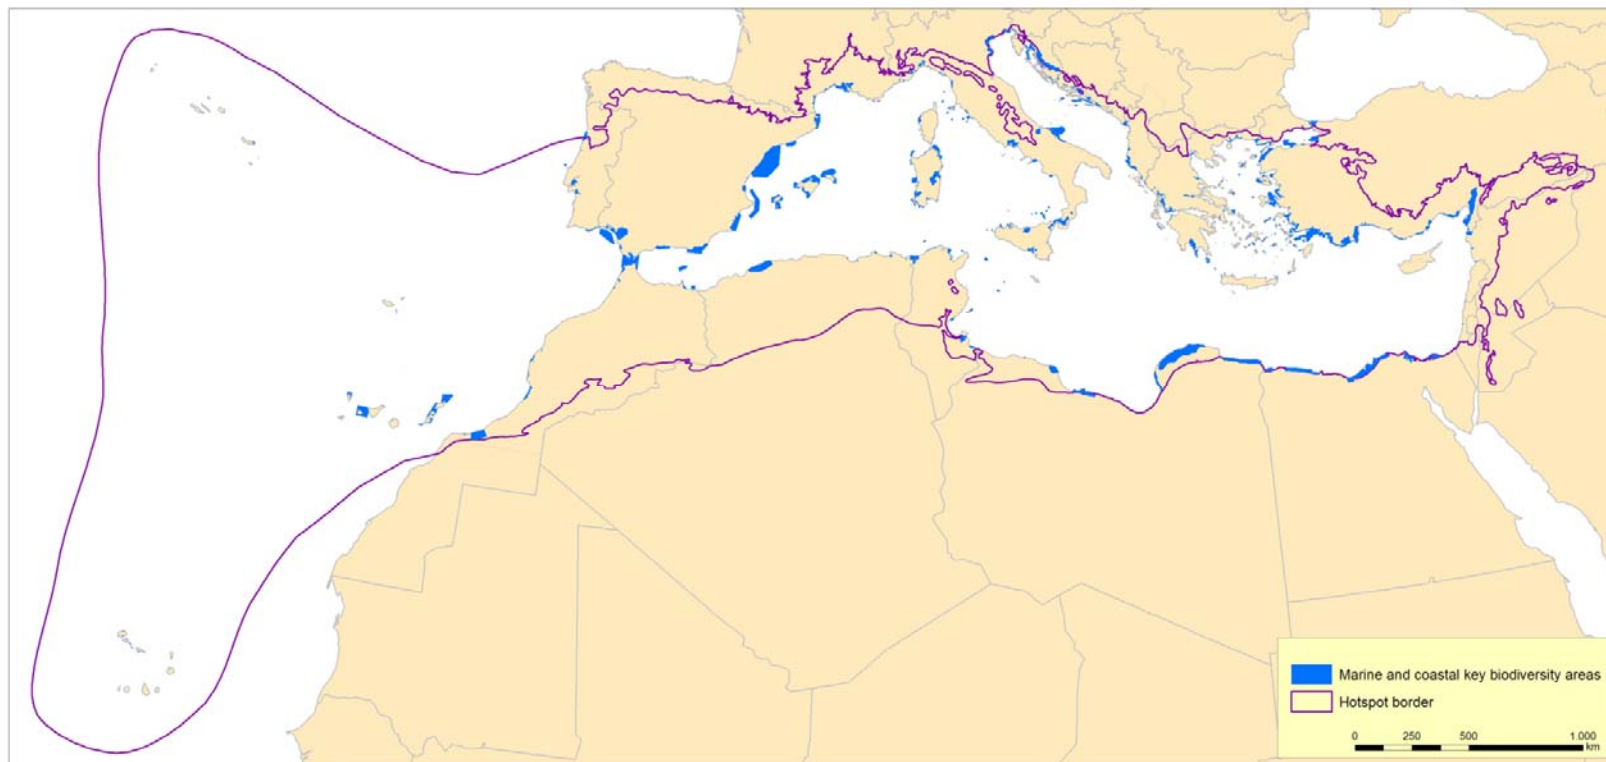 Marine and coastal key biodiversity areas
Hotspot border
0 250 500 1.000
km